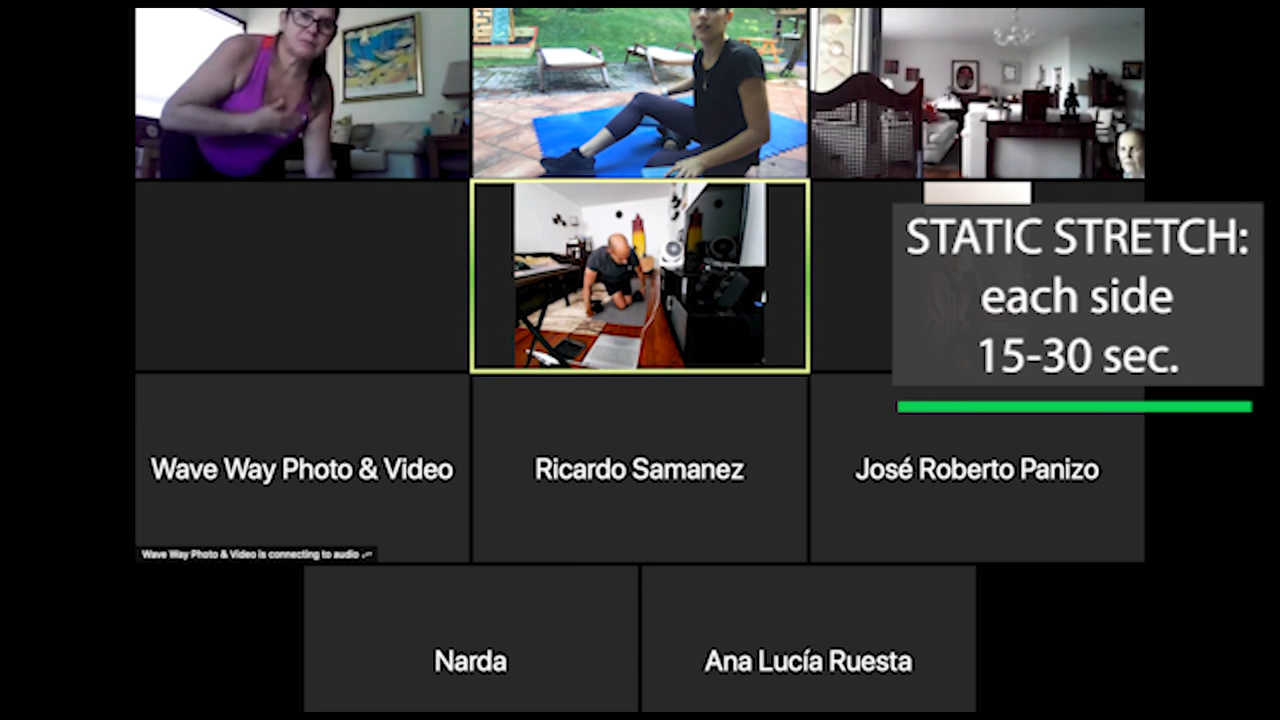 STATIC STRETCH:
each side
15-30 sec.
Wave Way Photo & Video
Ricardo Samanez
José Roberto Panizo
Wave Way Photo & Video is connecting to audio
Narda
Ana Lucía Ruesta